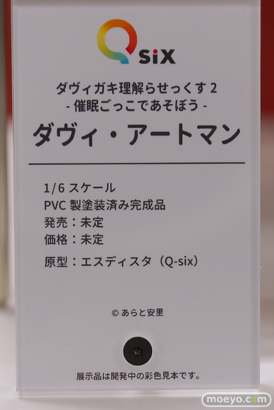 Q six
ダヴィガキ理解らせっくす2
- 催眠ごっこであそぼう -
ダヴィ・アートマン
1/6 スケール
PVC 製塗装済み完成品
発売：未定
価格：未定
原型：エスディスタ（Q-six）
© あらと安里
展示品は開発中の彩色見本です。
moeyo.com